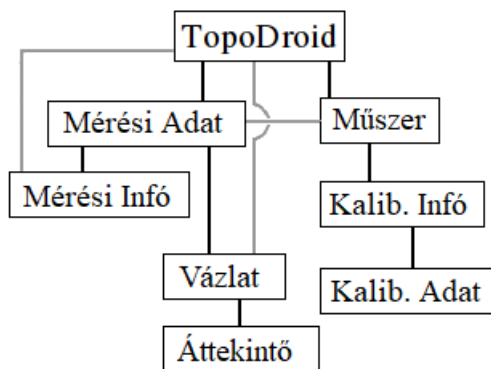 TopoDroid
Mérési Adat
Műszer
Mérési Infó
Kalib. Infó
Vázlat
Kalib. Adat
Áttekintő